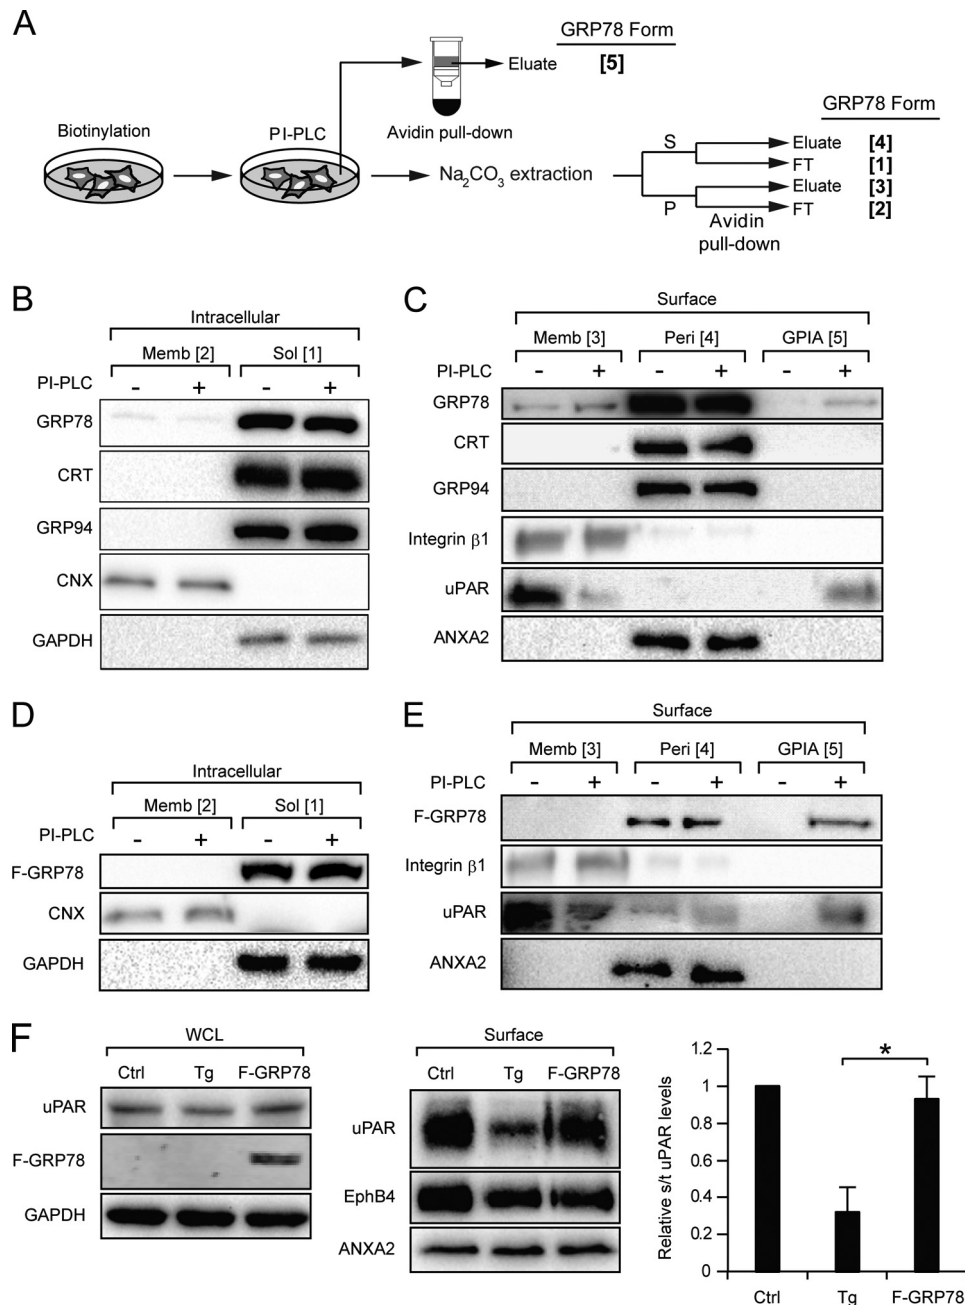 A
GRP78 Form
Eluate [5]
GRP78 Form
Biotinylation
PI-PLC
Avidin pull-down
Na2CO3 extraction
S
Eluate [4]
FT [1]
Eluate [3]
P
FT [2]
Avidin
pull-down
B
Intracellular
Memb [2] Sol [1]
PI-PLC - + - +
GRP78
CRT
GRP94
CNX
GAPDH
C
Surface
Memb [3] Peri [4] GPIA [5]
PI-PLC - + - + - +
GRP78
CRT
GRP94
Integrin β1
uPAR
ANXA2
D
Intracellular
Memb [2] Sol [1]
PI-PLC - + - +
F-GRP78
CNX
GAPDH
E
Surface
Memb [3] Peri [4] GPIA [5]
PI-PLC - + - + - +
F-GRP78
Integrin β1
uPAR
ANXA2
F
WCL
Ctrl Tg F-GRP78
uPAR
F-GRP78
GAPDH
Surface
Ctrl Tg F-GRP78
uPAR
EphB4
ANXA2
Relative s/t uPAR levels
1.2
1
0.8
0.6
0.4
0.2
0
*
Ctrl Tg F-GRP78